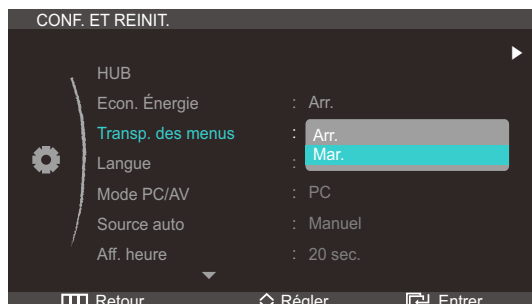 CONF. ET REINIT.
HUB
Econ. Énergie : Arr.
Transp. des menus : Arr.
Mar.
Langue :
Mode PC/AV : PC
Source auto : Manuel
Aff. heure : 20 sec.
Retour Régler Entrer